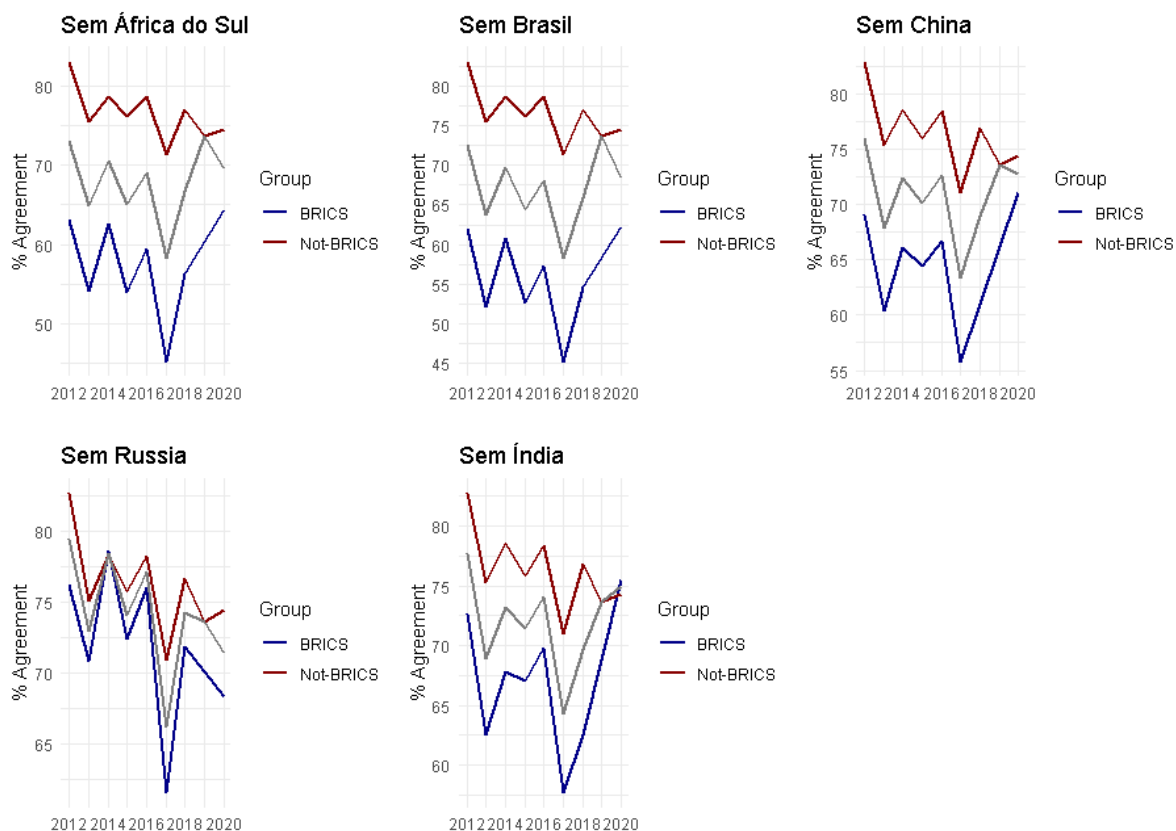 Sem África do Sul
% Agreement
80
70
60
50
2012 2014 2016 2018 2020
Group
BRICS
Not-BRICS
Sem Brasil
% Agreement
80
75
70
65
60
55
50
45
2012 2014 2016 2018 2020
Group
BRICS
Not-BRICS
Sem China
% Agreement
80
75
70
65
60
55
2012 2014 2016 2018 2020
Group
BRICS
Not-BRICS
Sem Russia
% Agreement
80
75
70
65
2012 2014 2016 2018 2020
Group
BRICS
Not-BRICS
Sem Índia
% Agreement
80
75
70
65
60
2012 2014 2016 2018 2020
Group
BRICS
Not-BRICS